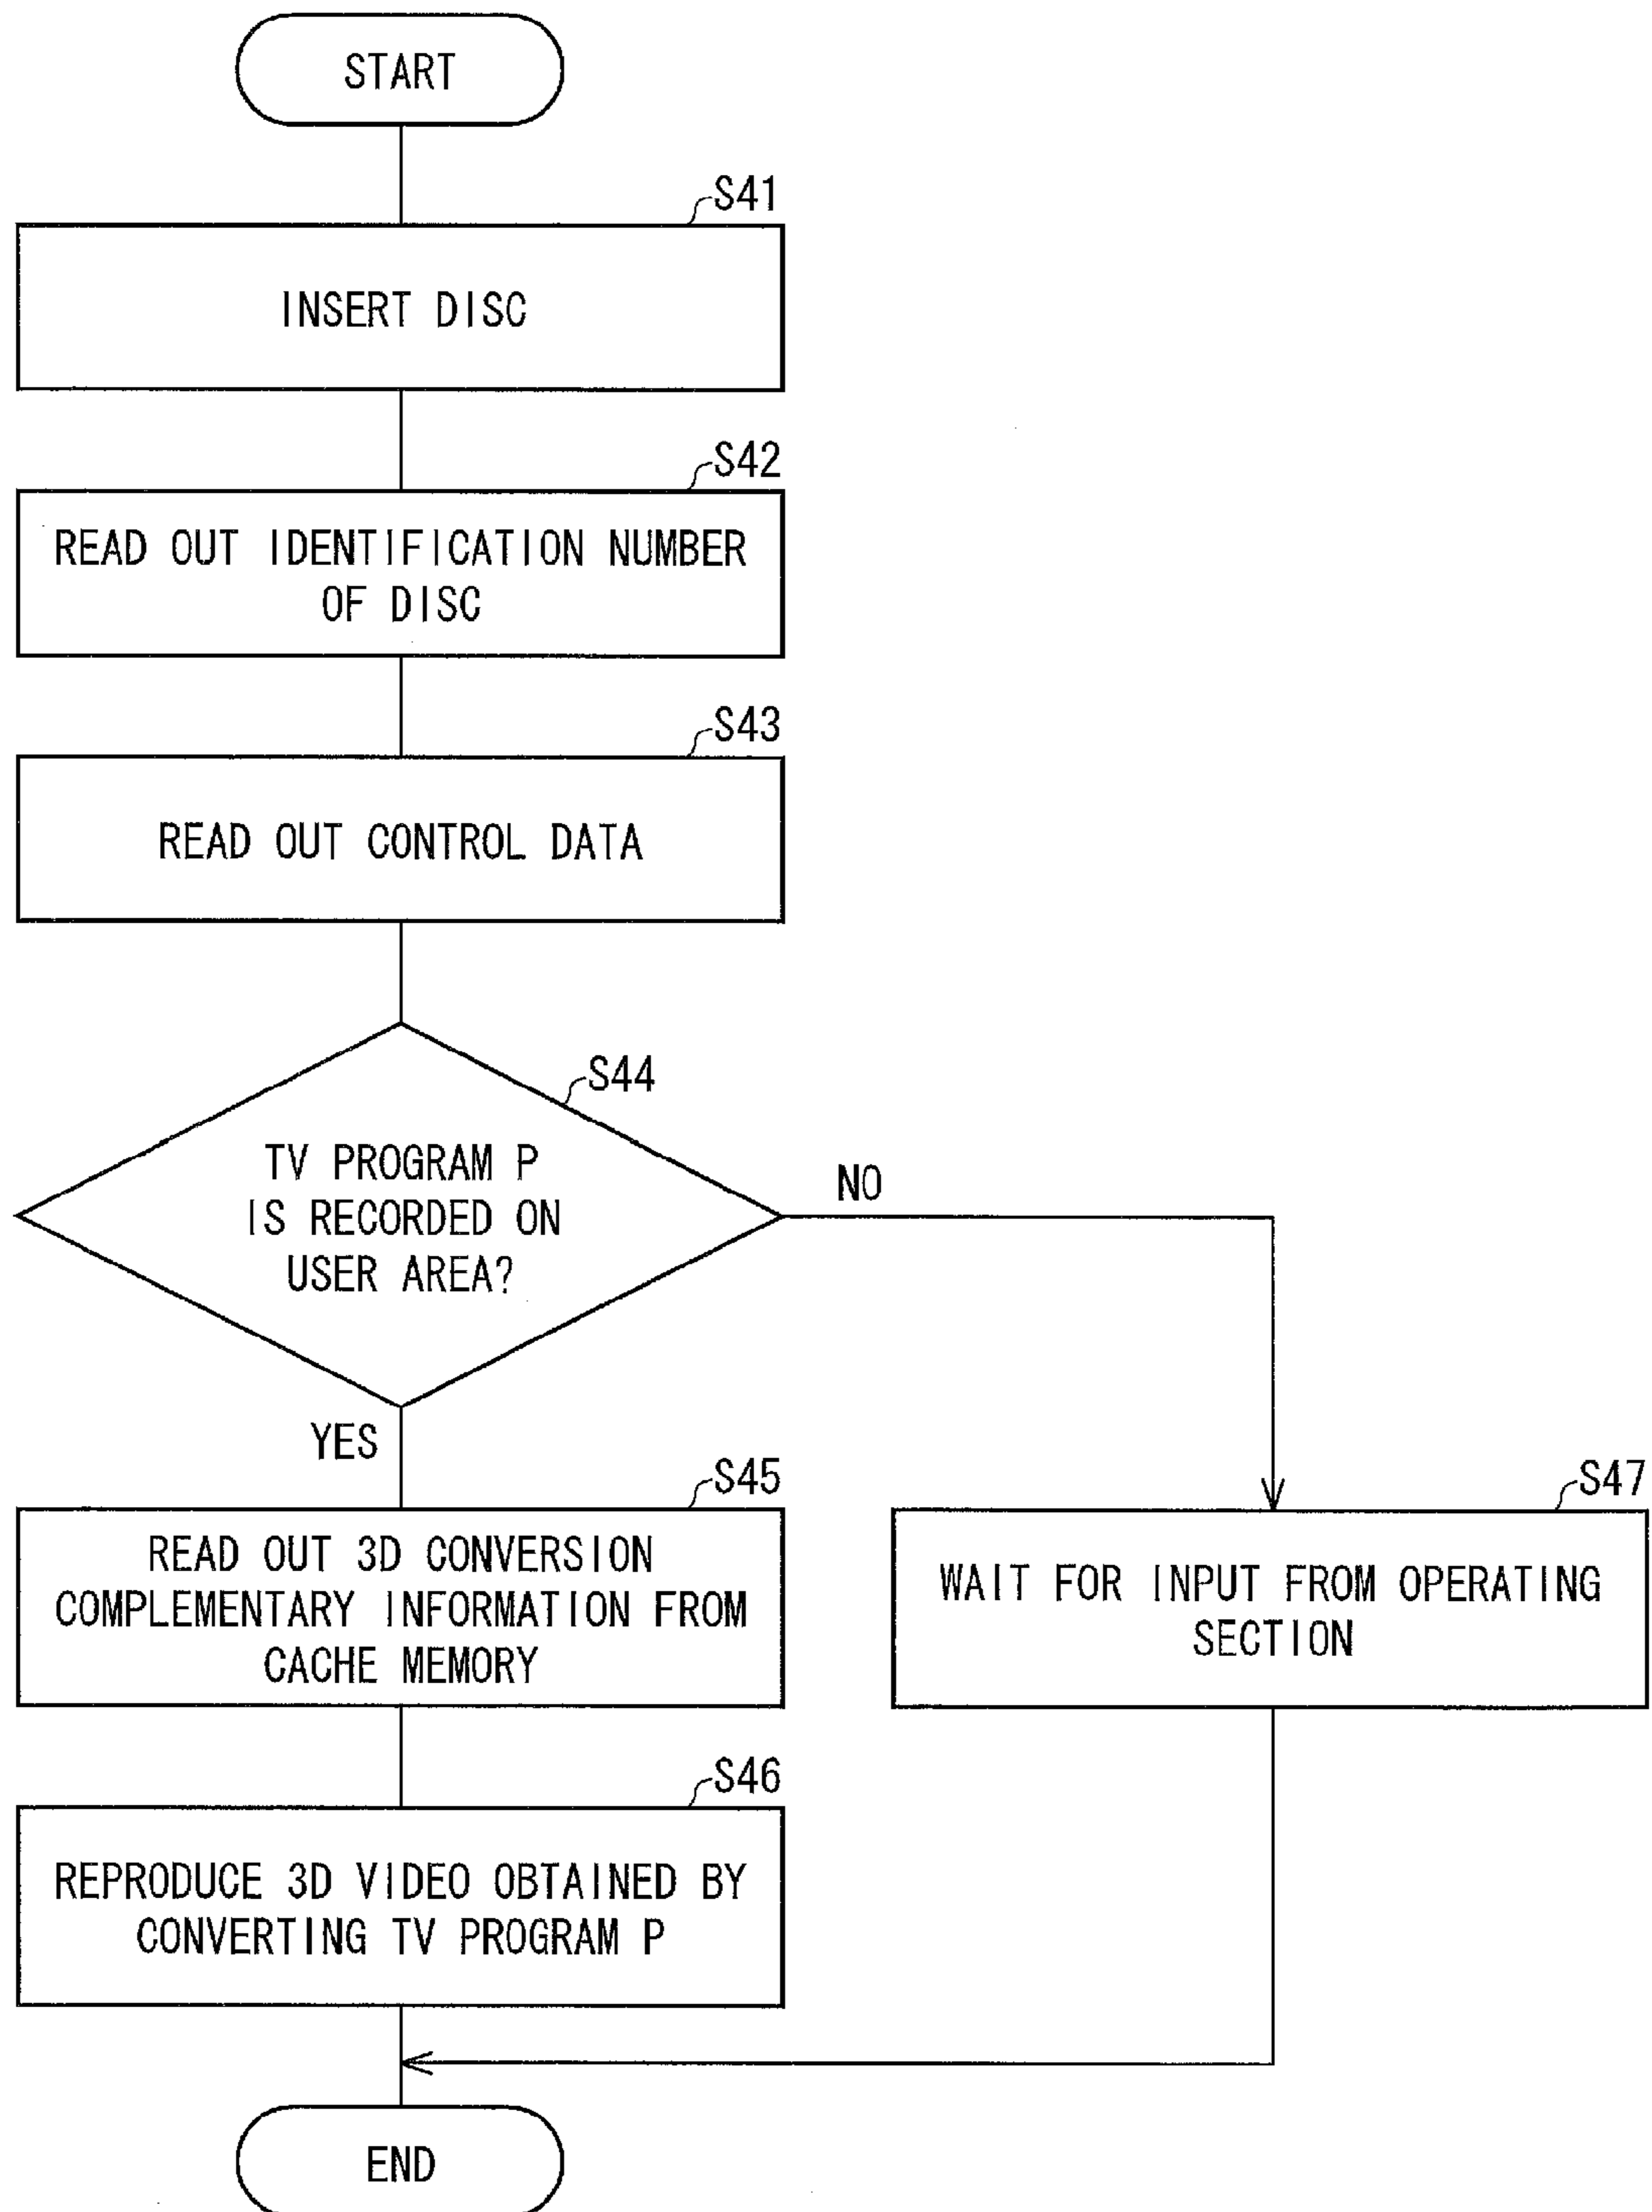 START
S41
INSERT DISC
S42
READ OUT IDENTIFICATION NUMBER
OF DISC
S43
READ OUT CONTROL DATA
S44
TV PROGRAM P
IS RECORDED ON
USER AREA?
NO
YES
S45
READ OUT 3D CONVERSION
COMPLEMENTARY INFORMATION FROM
CACHE MEMORY
S47
WAIT FOR INPUT FROM OPERATING
SECTION
S46
REPRODUCE 3D VIDEO OBTAINED BY
CONVERTING TV PROGRAM P
END